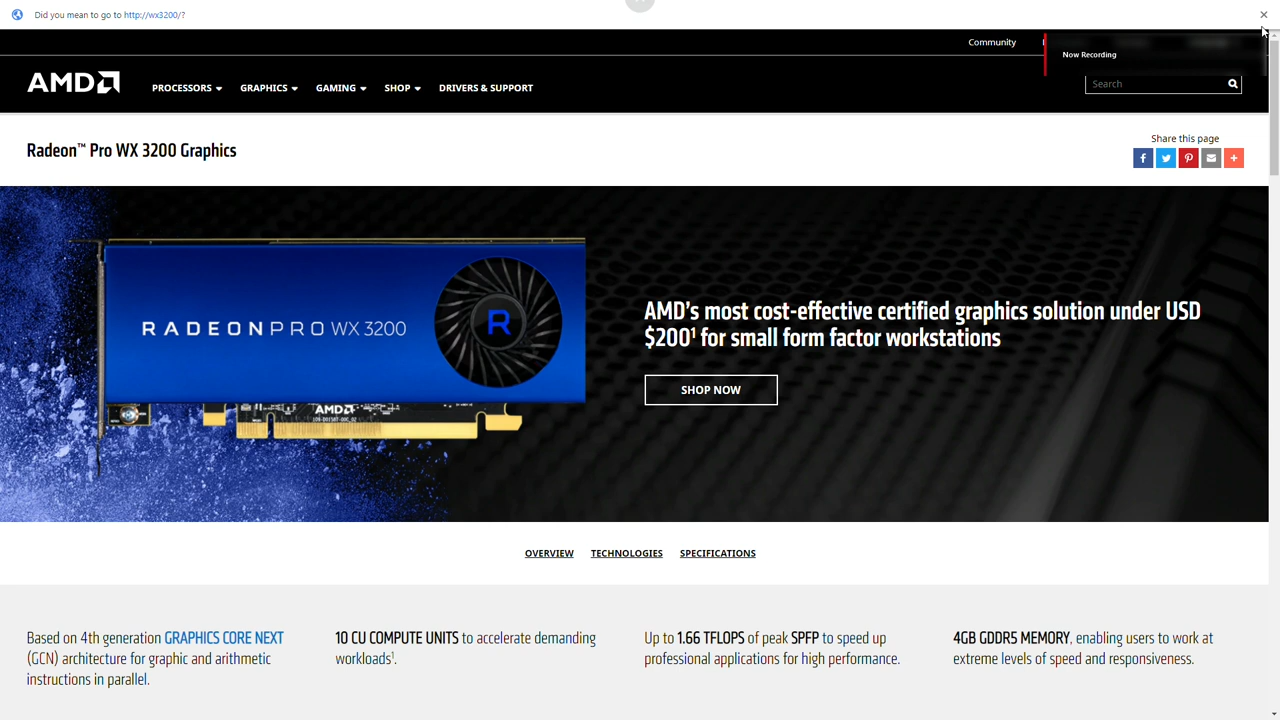 Did you mean to go to http://wx3200/?
Community
Now Recording
AMD
PROCESSORS
GRAPHICS
GAMING
SHOP
DRIVERS & SUPPORT
Search
Radeon™ Pro WX 3200 Graphics
Share this page
RADEON PRO WX 3200
R
AMD
AMD's most cost-effective certified graphics solution under USD
$200¹ for small form factor workstations
SHOP NOW
OVERVIEW
TECHNOLOGIES
SPECIFICATIONS
Based on 4th generation GRAPHICS CORE NEXT
(GCN) architecture for graphic and arithmetic
instructions in parallel.
10 CU COMPUTE UNITS to accelerate demanding
workloads¹.
Up to 1.66 TFLOPS of peak SPFP to speed up
professional applications for high performance.
4GB GDDR5 MEMORY, enabling users to work at
extreme levels of speed and responsiveness.